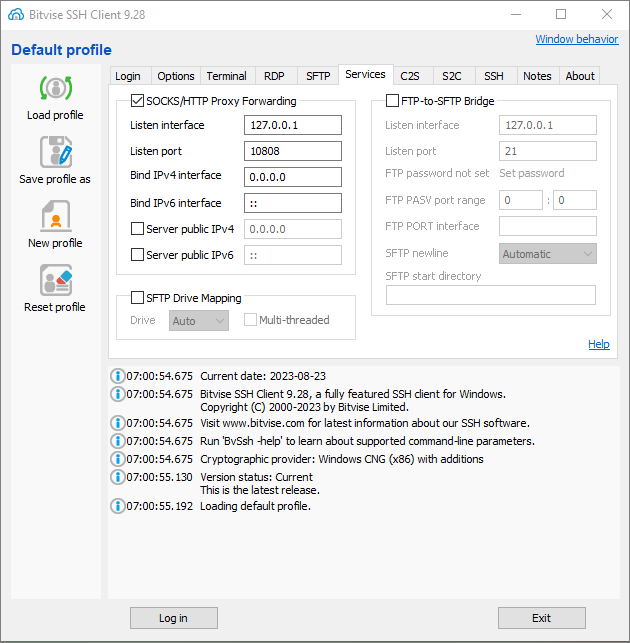 Bitvise SSH Client 9.28
Default profile
Window behavior
Load profile
Save profile as
New profile
Reset profile
Login Options Terminal RDP SFTP Services C2S S2C SSH Notes About
SOCKS/HTTP Proxy Forwarding
Listen interface 127.0.0.1
Listen port 10808
Bind IPv4 interface 0.0.0.0
Bind IPv6 interface ::
Server public IPv4 0.0.0.0
Server public IPv6 ::
SFTP Drive Mapping
Drive Auto Multi-threaded
FTP-to-SFTP Bridge
Listen interface 127.0.0.1
Listen port 21
FTP password not set Set password
FTP PASV port range 0 : 0
FTP PORT interface
SFTP newline Automatic
SFTP start directory
Help
07:00:54.675 Current date: 2023-08-23
07:00:54.675 Bitvise SSH Client 9.28, a fully featured SSH client for Windows.
Copyright (C) 2000-2023 by Bitvise Limited.
07:00:54.675 Visit www.bitvise.com for latest information about our SSH software.
07:00:54.675 Run 'BvSsh -help' to learn about supported command-line parameters.
07:00:54.675 Cryptographic provider: Windows CNG (x86) with additions
07:00:55.130 Version status: Current
This is the latest release.
07:00:55.192 Loading default profile.
Log in
Exit